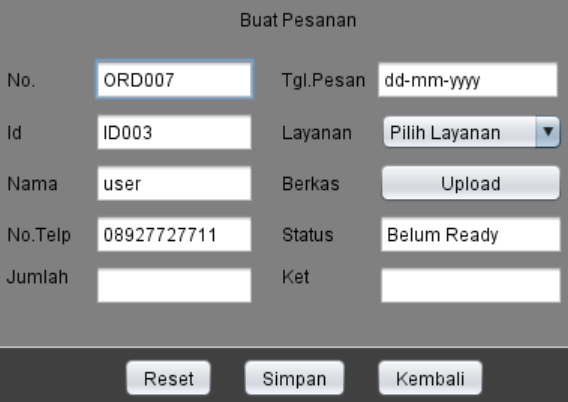 Buat Pesanan
No. ORD007 Tgl.Pesan dd-mm-yyyy
Id ID003 Layanan Pilih Layanan
Nama user Berkas Upload
No.Telp 08927727711 Status Belum Ready
Jumlah Ket
Reset Simpan Kembali